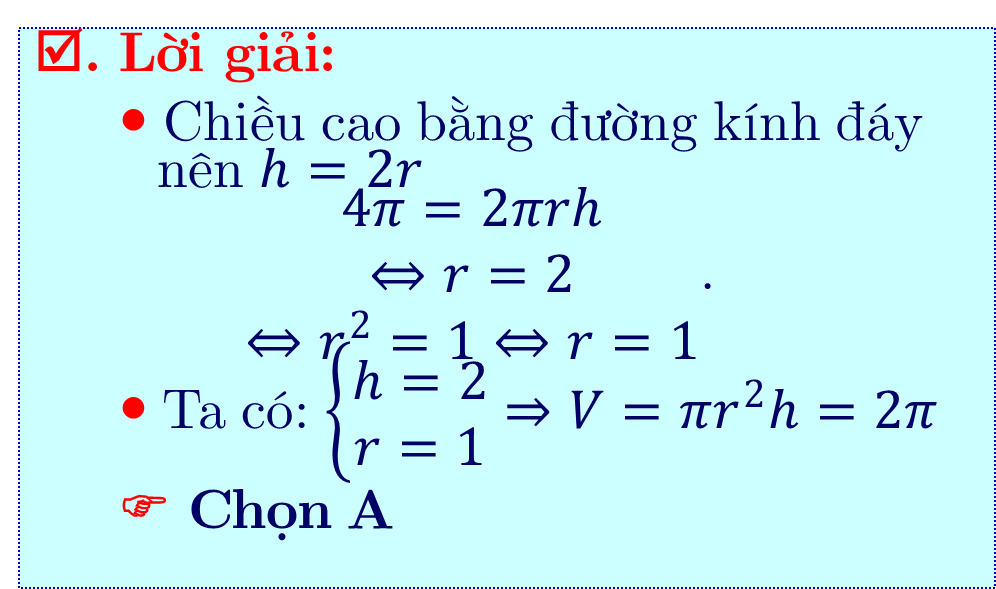 ☑. Lời giải:
• Chiều cao bằng đường kính đáy
nên h = 2r
4π = 2πrh
⇔ r = 2 .
⇔ r² = 1 ⇔ r = 1
• Ta có: {h = 2
r = 1 ⇒ V = πr²h = 2π
☞ Chọn A